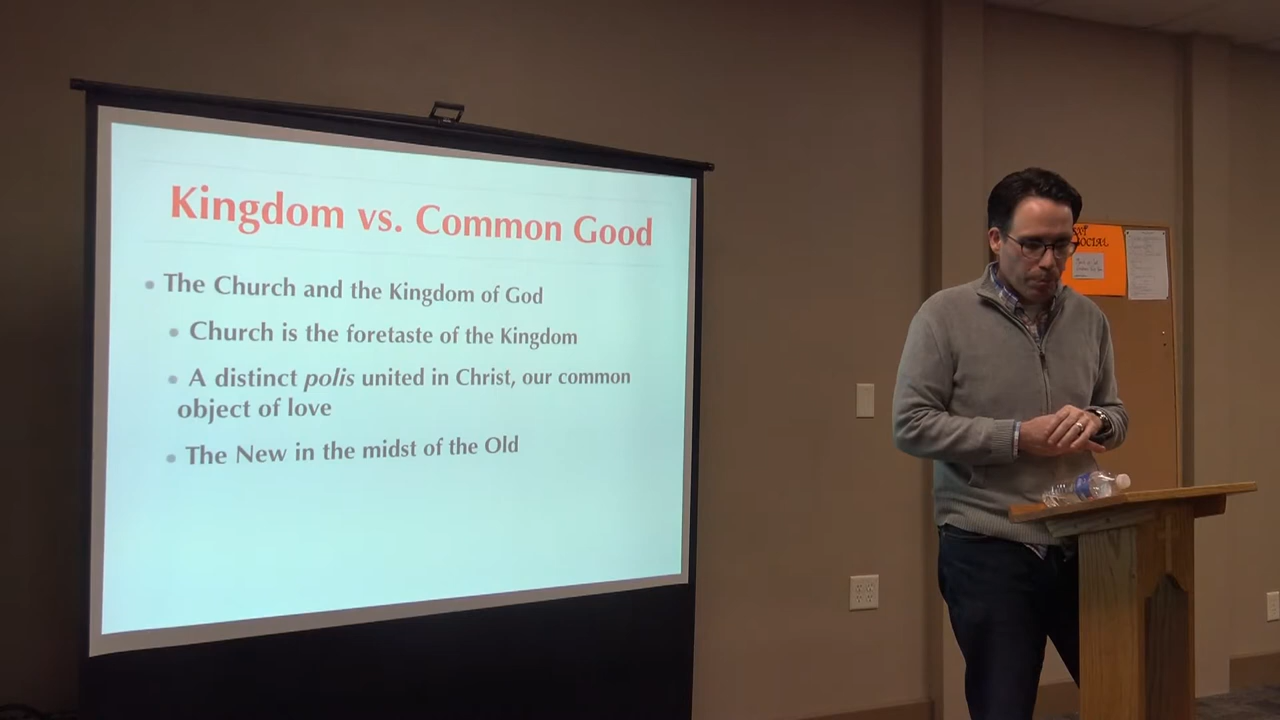 Kingdom vs. Common Good
• The Church and the Kingdom of God
• Church is the foretaste of the Kingdom
• A distinct polis united in Christ, our common
object of love
• The New in the midst of the Old
SOCIAL